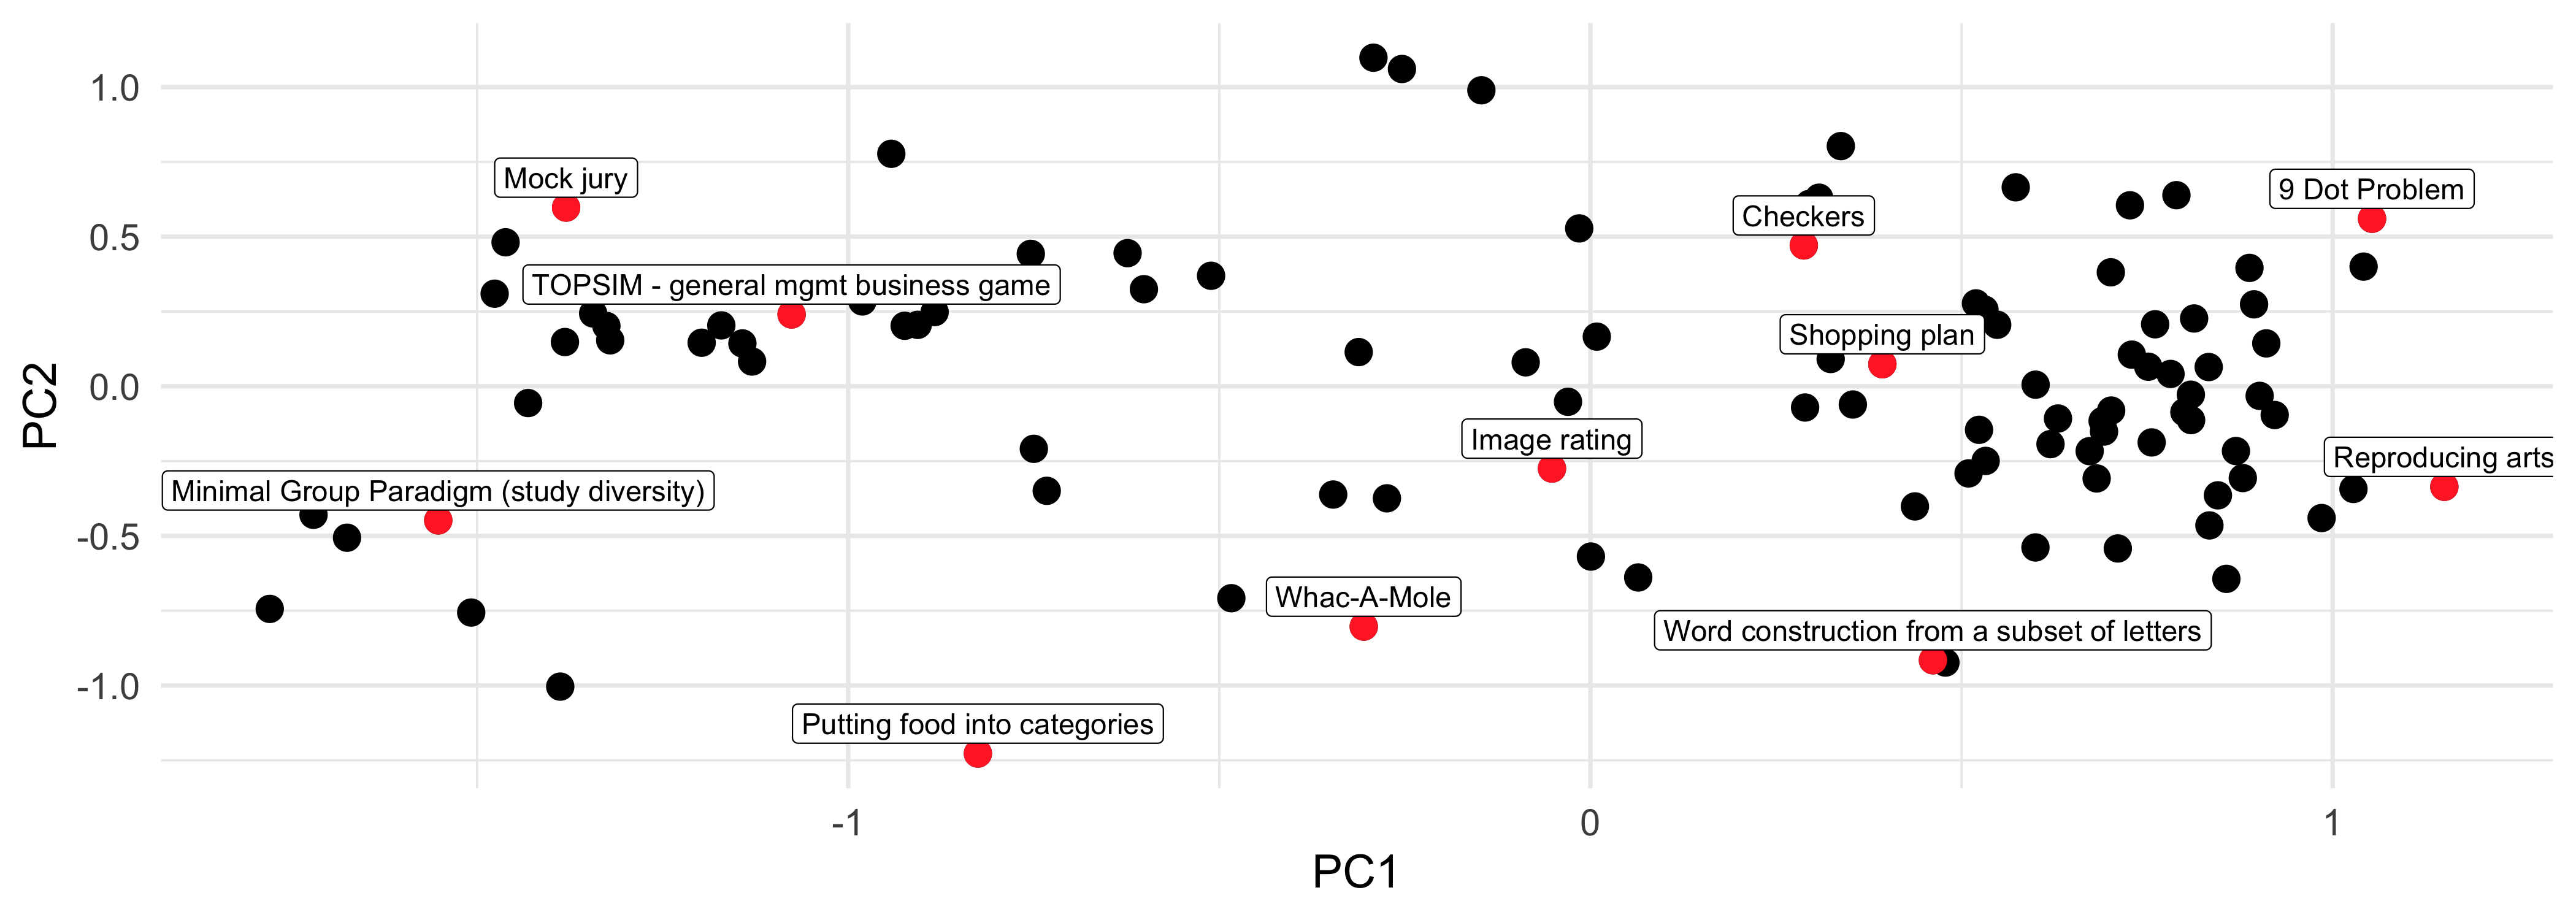 1.0
0.5
0.0
-0.5
-1.0
PC2
Mock jury
9 Dot Problem
Checkers
TOPSIM - general mgmt business game
Shopping plan
Image rating
Reproducing arts
Minimal Group Paradigm (study diversity)
Whac-A-Mole
Word construction from a subset of letters
Putting food into categories
-1
0
1
PC1